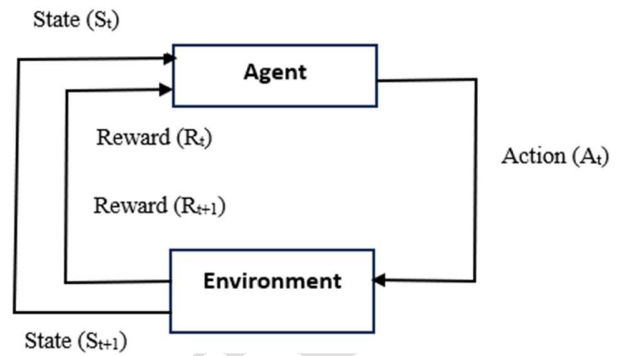 State (Sₜ)
Agent
Reward (Rₜ)
Action (Aₜ)
Reward (Rₜ₊₁)
Environment
State (Sₜ₊₁)